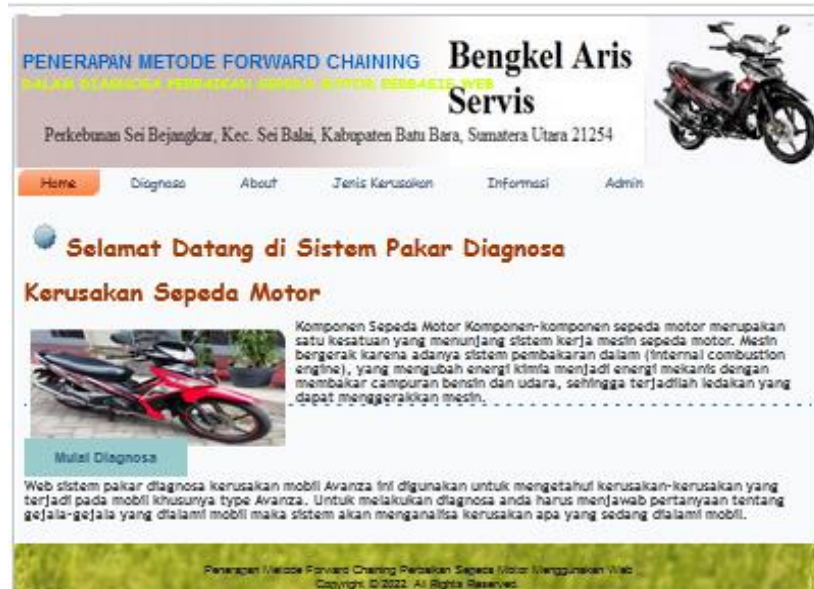 PENERAPAN METODE FORWARD CHAINING
DALAM DIAGNOSA PERBAIKAN SEPEDA MOTOR BERBASIS WEB
Bengkel Aris
Servis
Perkebunan Sei Bejangkar, Kec. Sei Balai, Kabupaten Batu Bara, Sumatera Utara 21254
Home Diagnosa About Jenis Kerusakan Informasi Admin
Selamat Datang di Sistem Pakar Diagnosa
Kerusakan Sepeda Motor
Komponen Sepeda Motor Komponen-komponen sepeda motor merupakan
satu kesatuan yang menunjang sistem kerja mesin sepeda motor. Mesin
bergerak karena adanya sistem pembakaran dalam (internal combustion
engine), yang mengubah energi kimia menjadi energi mekanis dengan
membakar campuran bensin dan udara, sehingga terjadilah ledakan yang
dapat menggerakkan mesin.
Mulai Diagnosa
Web sistem pakar diagnosa kerusakan mobil Avanza ini digunakan untuk mengetahui kerusakan-kerusakan yang
terjadi pada mobil khusunya type Avanza. Untuk melakukan diagnosa anda harus menjawab pertanyaan tentang
gejala-gejala yang dialami mobil maka sistem akan menganalisa kerusakan apa yang sedang dialami mobil.
Penerapan Metode Forward Chaining Perbaikan Sepeda Motor Menggunakan Web
Copyright © 2022. All Rights Reserved.